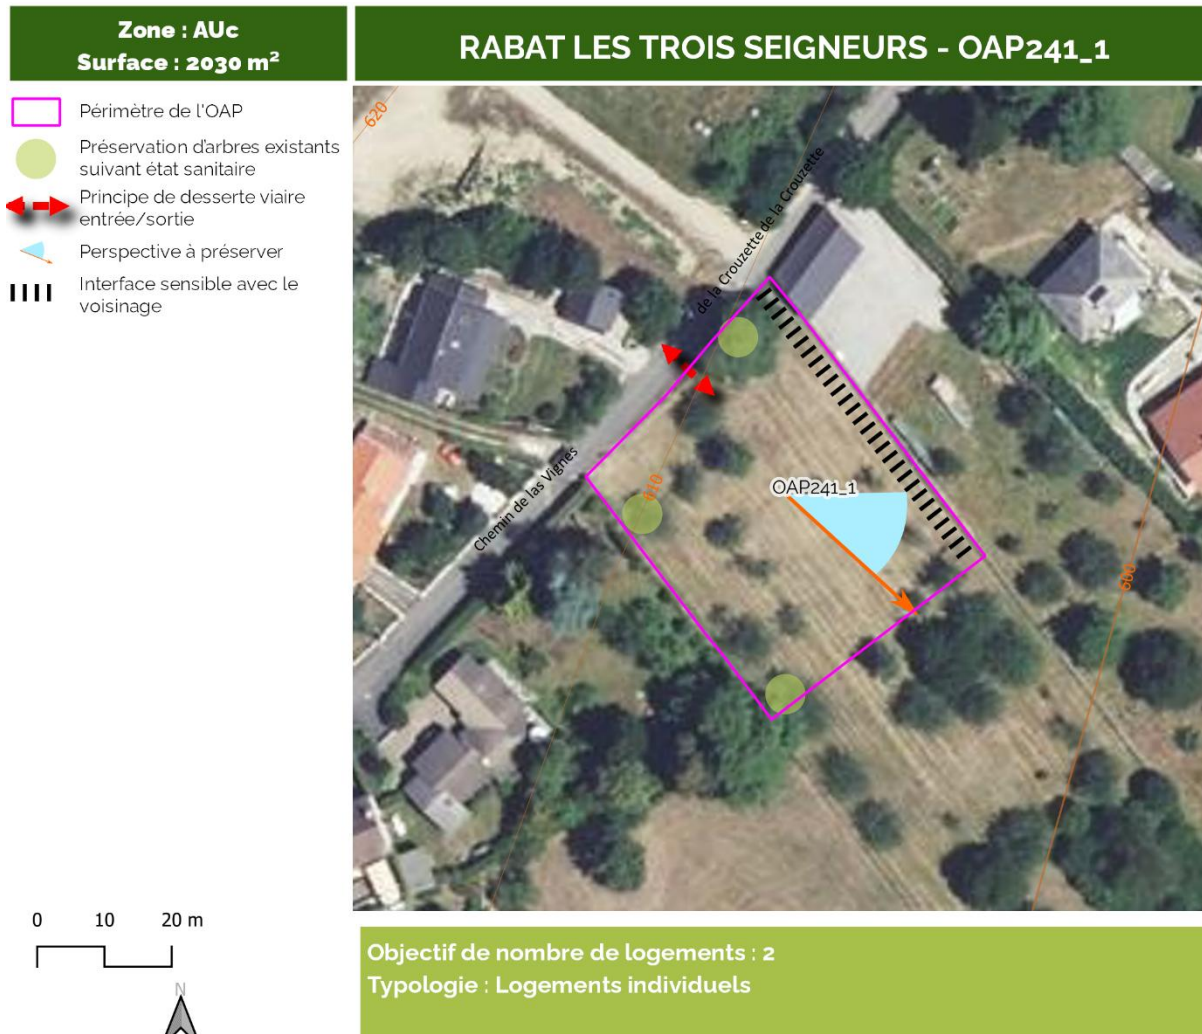 Zone : AUc
Surface : 2030 m²
RABAT LES TROIS SEIGNEURS - OAP241_1
Périmètre de l'OAP
Préservation d'arbres existants
suivant état sanitaire
Principe de desserte viaire
entrée/sortie
Perspective à préserver
Interface sensible avec le
voisinage
620
de la Crouzette de la Crouzette
Chemin de las Vignes
610
OAP241_1
600
0 10 20 m
N
Objectif de nombre de logements : 2
Typologie : Logements individuels